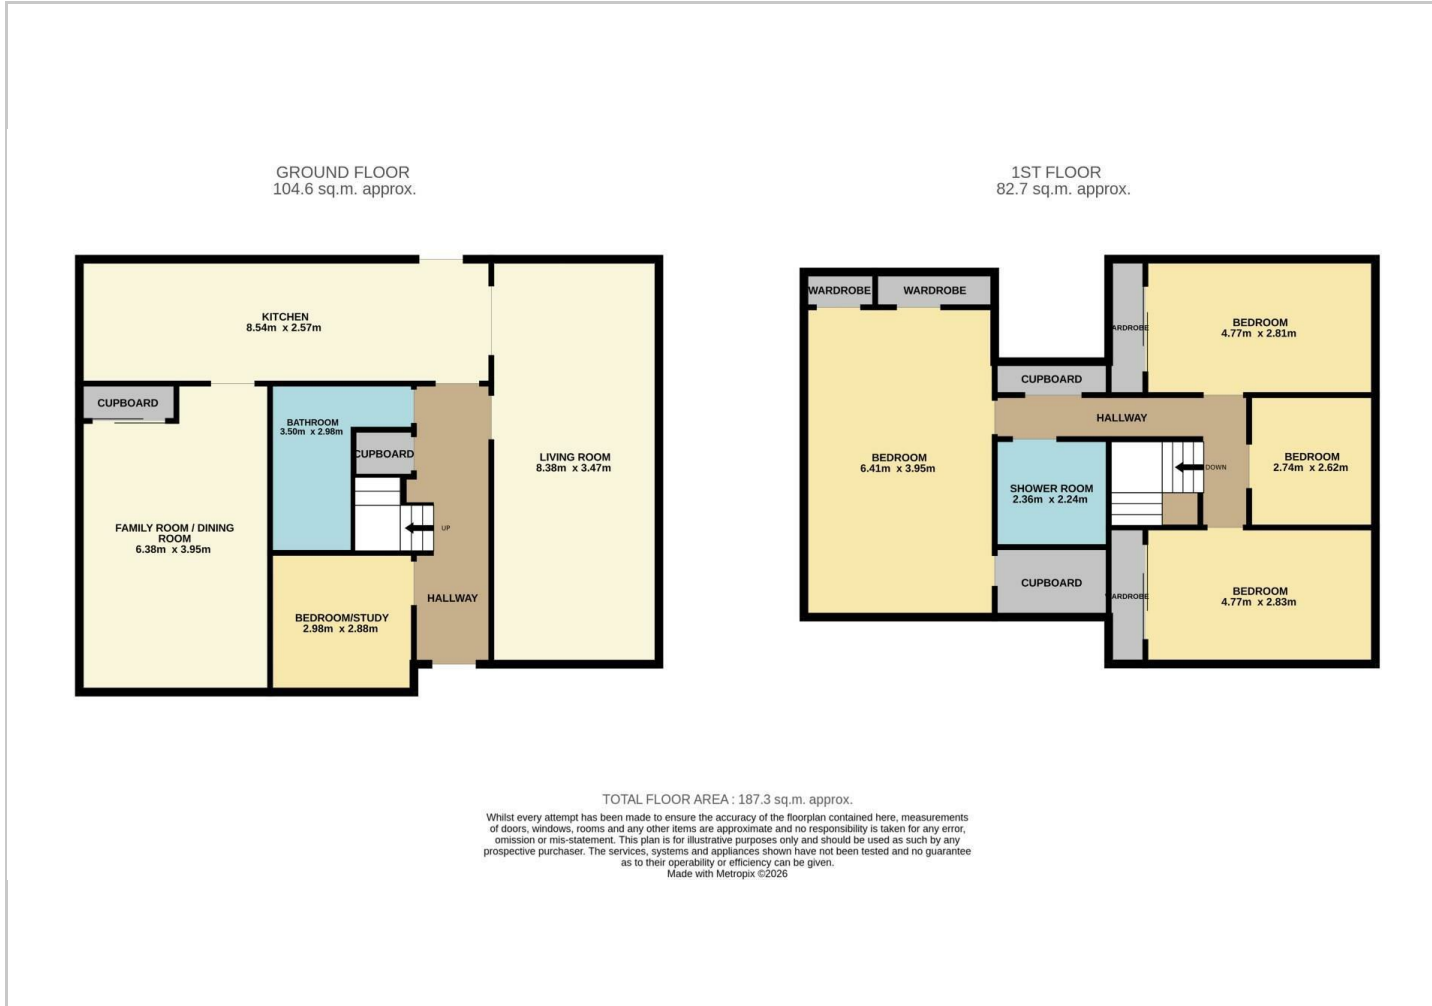 GROUND FLOOR
104.6 sq.m. approx.
KITCHEN
8.54m x 2.57m
CUPBOARD
BATHROOM
3.50m x 2.98m
CUPBOARD
LIVING ROOM
8.38m x 3.47m
FAMILY ROOM / DINING
ROOM
6.38m x 3.95m
UP
HALLWAY
BEDROOM/STUDY
2.98m x 2.88m
1ST FLOOR
82.7 sq.m. approx.
WARDROBE
WARDROBE
WARDROBE
BEDROOM
4.77m x 2.81m
CUPBOARD
HALLWAY
BEDROOM
6.41m x 3.95m
BEDROOM
2.74m x 2.62m
DOWN
SHOWER ROOM
2.36m x 2.24m
CUPBOARD
WARDROBE
BEDROOM
4.77m x 2.83m
TOTAL FLOOR AREA : 187.3 sq.m. approx.
Whilst every attempt has been made to ensure the accuracy of the floorplan contained here, measurements
of doors, windows, rooms and any other items are approximate and no responsibility is taken for any error,
omission or mis-statement. This plan is for illustrative purposes only and should be used as such by any
prospective purchaser. The services, systems and appliances shown have not been tested and no guarantee
as to their operability or efficiency can be given.
Made with Metropix ©2026